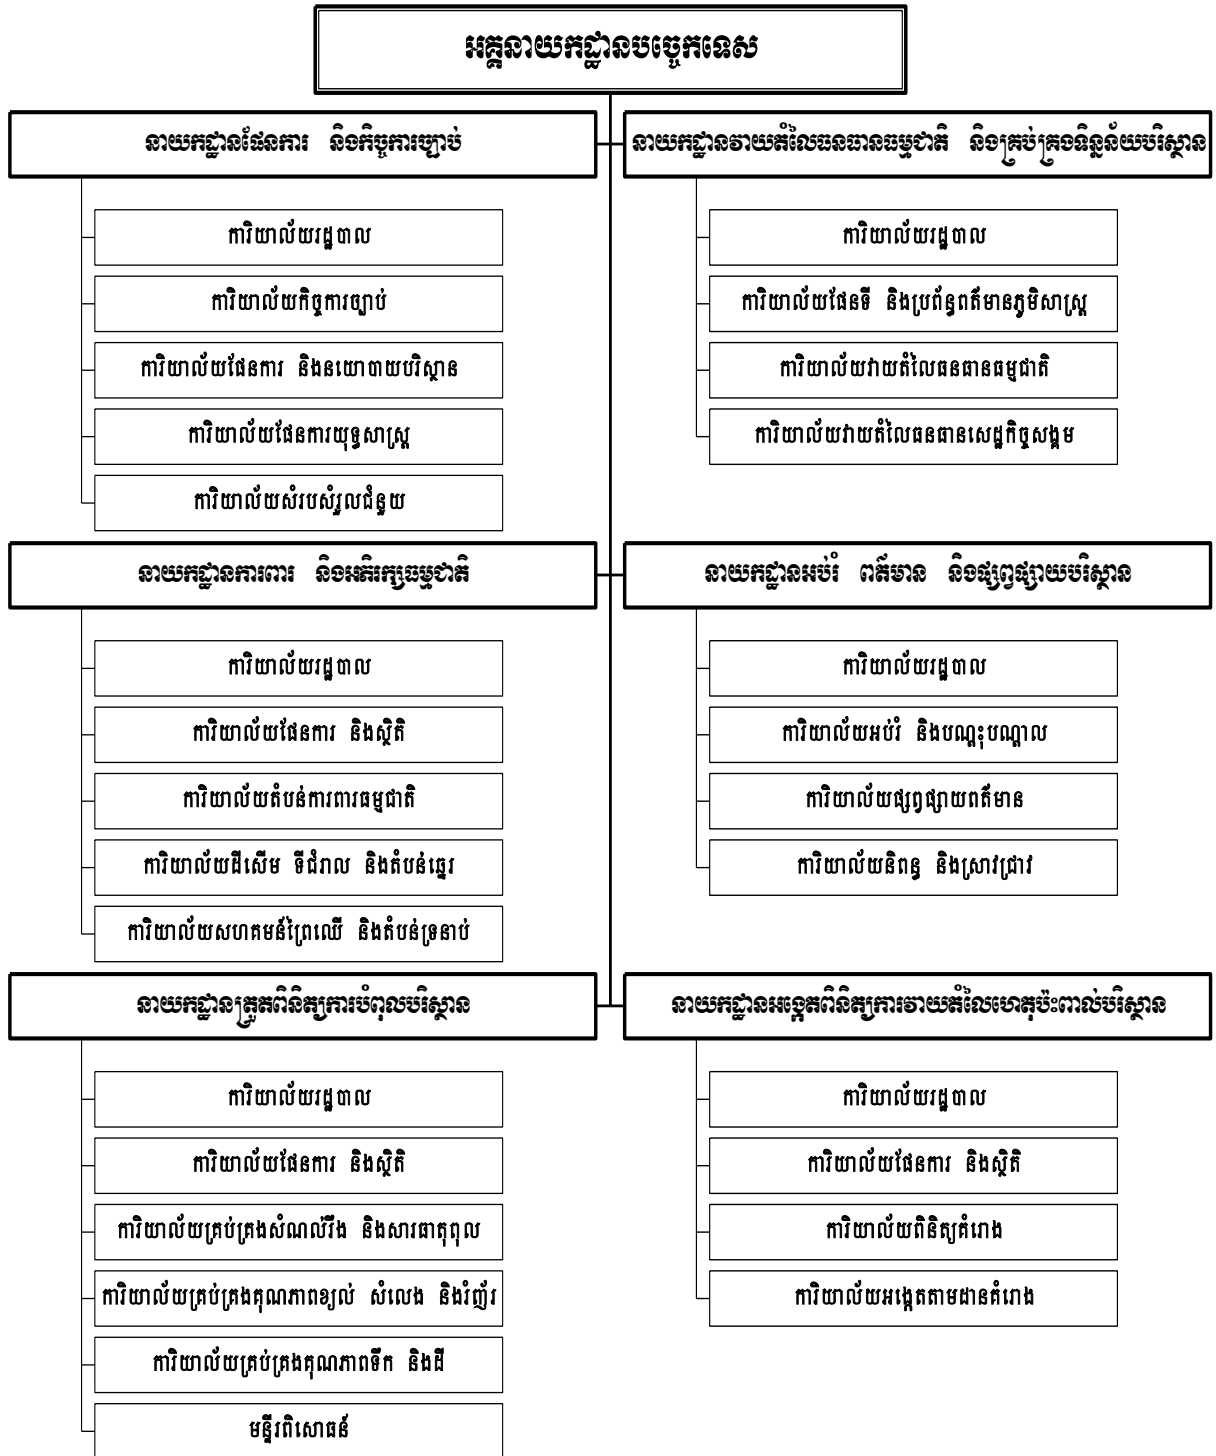 អគ្គនាយកដ្ឋានបច្ចេកទេស
នាយកដ្ឋានផែនការ និងកិច្ចការច្បាប់
ការិយាល័យរដ្ឋបាល
ការិយាល័យកិច្ចការច្បាប់
ការិយាល័យផែនការ និងនយោបាយបរិស្ថាន
ការិយាល័យផែនការយុទ្ធសាស្ត្រ
ការិយាល័យសំរបសំរួលជំនួយ
នាយកដ្ឋានវាយតំលៃធនធានធម្មជាតិ និងគ្រប់គ្រងទិន្នន័យបរិស្ថាន
ការិយាល័យរដ្ឋបាល
ការិយាល័យផែនទី និងប្រព័ន្ធពត៌មានភូមិសាស្ត្រ
ការិយាល័យវាយតំលៃធនធានធម្មជាតិ
ការិយាល័យវាយតំលៃធនធានសេដ្ឋកិច្ចសង្គម
នាយកដ្ឋានការពារ និងអភិរក្សធម្មជាតិ
ការិយាល័យរដ្ឋបាល
ការិយាល័យផែនការ និងស្ថិតិ
ការិយាល័យតំបន់ការពារធម្មជាតិ
ការិយាល័យដីសើម ទីជំរាល និងតំបន់ឆ្នេរ
ការិយាល័យសហគមន៍ព្រៃឈើ និងតំបន់ទ្រនាប់
នាយកដ្ឋានអប់រំ ពត៌មាន និងផ្សព្វផ្សាយបរិស្ថាន
ការិយាល័យរដ្ឋបាល
ការិយាល័យអប់រំ និងបណ្តុះបណ្តាល
ការិយាល័យផ្សព្វផ្សាយពត៌មាន
ការិយាល័យនិពន្ធ និងស្រាវជ្រាវ
នាយកដ្ឋានត្រួតពិនិត្យការបំពុលបរិស្ថាន
ការិយាល័យរដ្ឋបាល
ការិយាល័យផែនការ និងស្ថិតិ
ការិយាល័យគ្រប់គ្រងសំណល់រឹង និងសារធាតុពុល
ការិយាល័យគ្រប់គ្រងគុណភាពខ្យល់ សំលេង និងរំញ័រ
ការិយាល័យគ្រប់គ្រងគុណភាពទឹក និងដី
មន្ទីរពិសោធន៍
នាយកដ្ឋានអង្កេតពិនិត្យការវាយតំលៃហេតុប៉ះពាល់បរិស្ថាន
ការិយាល័យរដ្ឋបាល
ការិយាល័យផែនការ និងស្ថិតិ
ការិយាល័យពិនិត្យគំរោង
ការិយាល័យអង្កេតតាមដានគំរោង